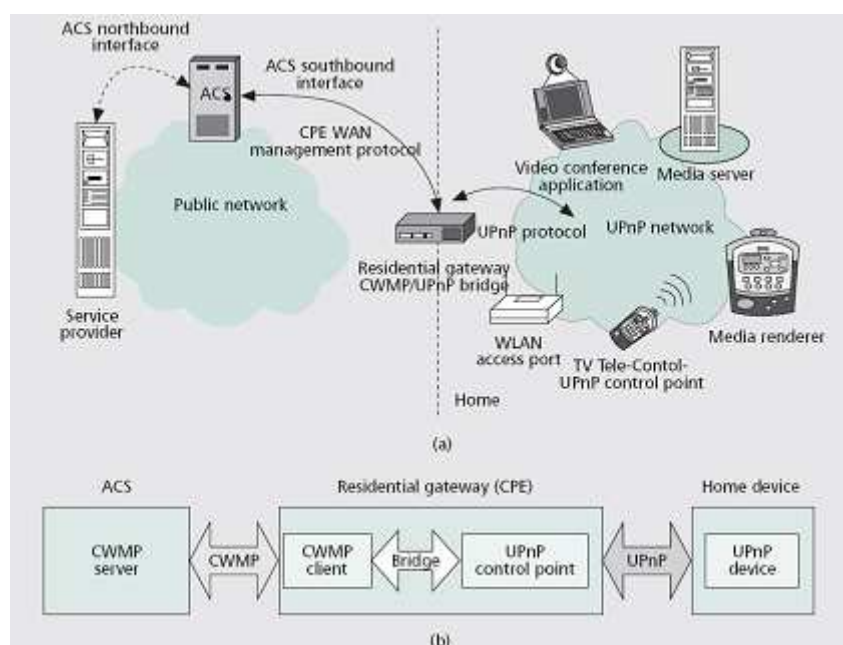 ACS northbound
interface
ACS
ACS southbound
interface
CPE WAN
management protocol
Public network
Service
provider
Video conference
application
Media server
UPnP protocol
UPnP network
Residential gateway
CWMP/UPnP bridge
WLAN
access port
TV Tele-Contol-
UPnP control point
Media renderer
Home
(a)
ACS
Residential gateway (CPE)
Home device
CWMP
server
CWMP
CWMP
client
Bridge
UPnP
control point
UPnP
UPnP
device
(b)